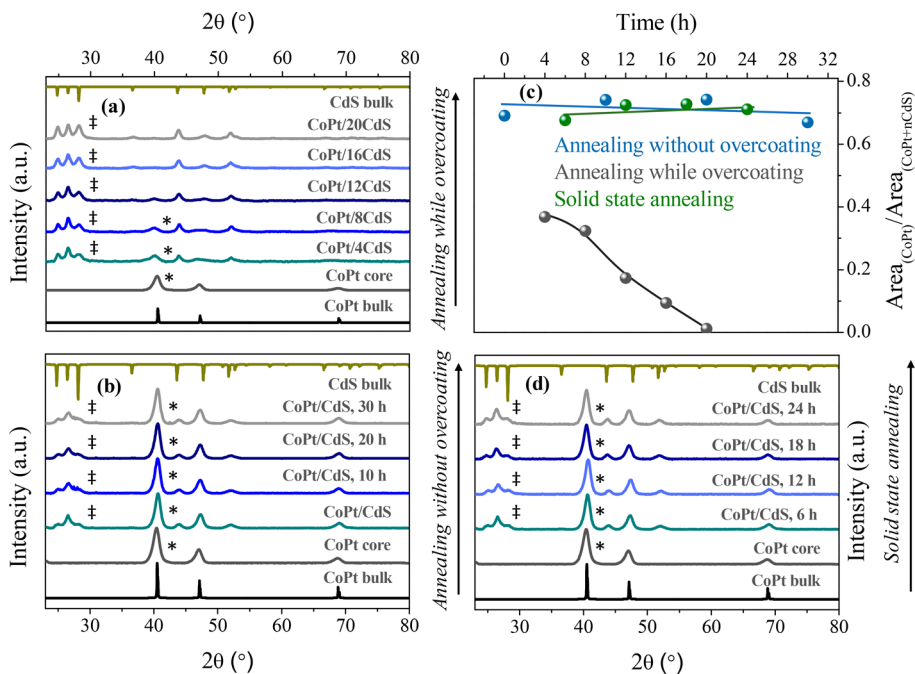 2θ (°)
30 40 50 60 70 80
Intensity (a.u.)
(a)
CdS bulk
‡ CoPt/20CdS
‡ CoPt/16CdS
‡ CoPt/12CdS
‡ * CoPt/8CdS
‡ * CoPt/4CdS
* CoPt core
CoPt bulk
30 40 50 60 70 80
Annealing while overcoating
Time (h)
0 4 8 12 16 20 24 28 32
(c)
Annealing without overcoating
Annealing while overcoating
Solid state annealing
0.8
0.6
0.4
0.2
0.0
Area(CoPt)/Area(CoPt+nCdS)
Intensity (a.u.)
(b)
CdS bulk
‡ * CoPt/CdS, 30 h
‡ * CoPt/CdS, 20 h
‡ * CoPt/CdS, 10 h
‡ * CoPt/CdS
* CoPt core
CoPt bulk
30 40 50 60 70 80
2θ (°)
Annealing without overcoating
(d)
CdS bulk
‡ * CoPt/CdS, 24 h
‡ * CoPt/CdS, 18 h
‡ * CoPt/CdS, 12 h
‡ * CoPt/CdS, 6 h
* CoPt core
CoPt bulk
30 40 50 60 70 80
2θ (°)
Intensity (a.u.)
Solid state annealing